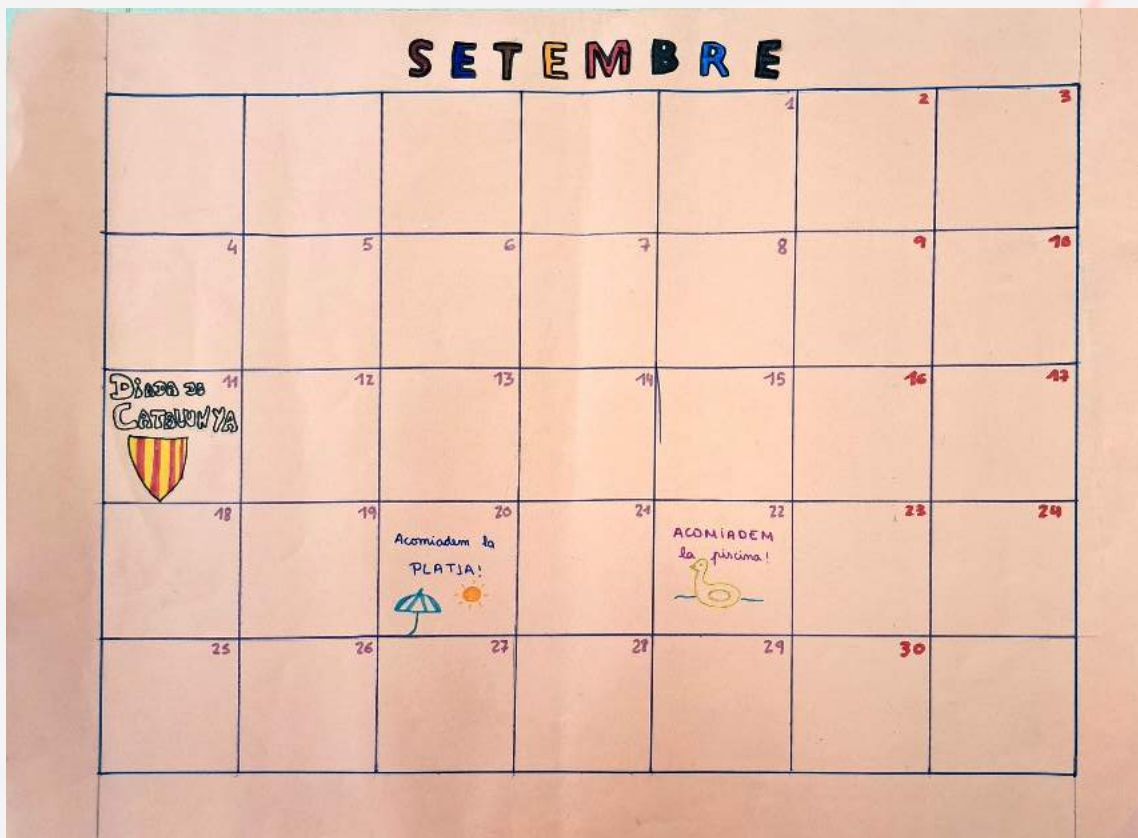 SETEMBRE
1 2 3
4 5 6 7 8 9 10
11 12 13 14 15 16 17
DIADA DE
CATALUNYA
18 19 20 21 22 23 24
Acomiadem la
PLATJA!
ACOMIADEM
la piscina!
25 26 27 28 29 30